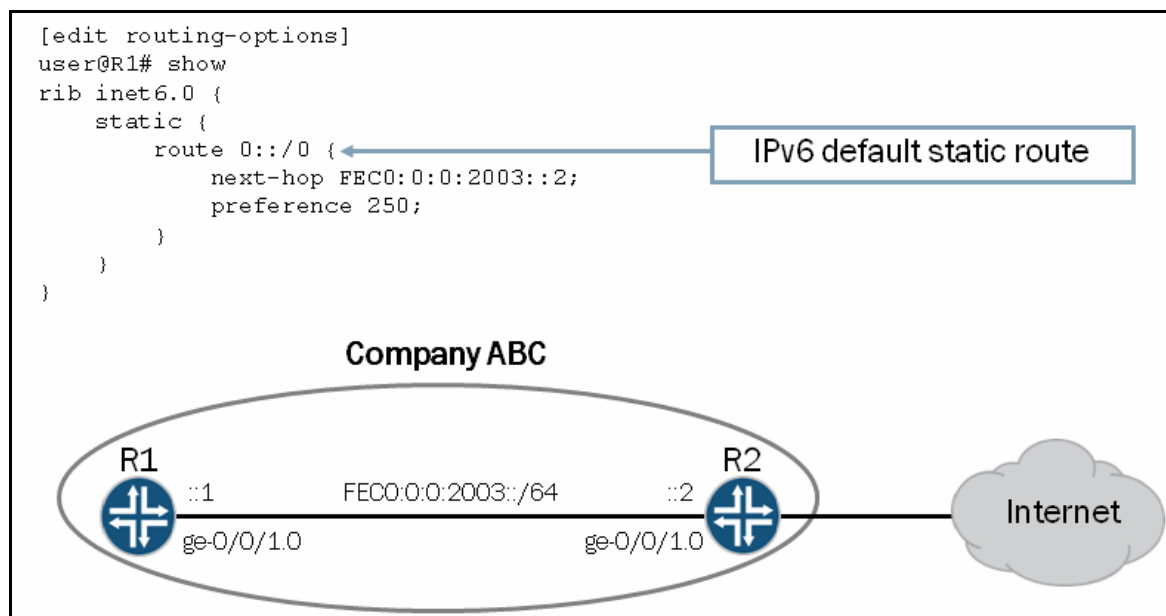 [edit routing-options]
user@R1# show
rib inet6.0 {
static {
route 0::/0 {
IPv6 default static route
next-hop FEC0:0:0:2003::2;
preference 250;
}
}
}
Company ABC
R1
R2
::1
FEC0:0:0:2003::/64
::2
Internet
ge-0/0/1.0
ge-0/0/1.0